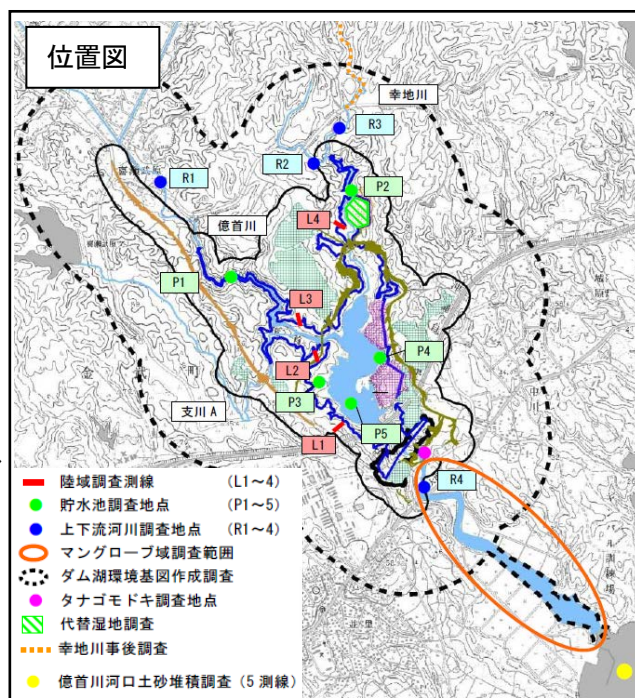 位置図
幸地川
R3
R2
R1
P2
L4
億首川
P1
L3
L2
P4
P3
支川 A
P5
L1
R4
陸域調査測線 (L1～4)
貯水池調査地点 (P1～5)
上下流河川調査地点 (R1～4)
マングローブ域調査範囲
ダム湖環境基図作成調査
タナゴモドキ調査地点
代替湿地調査
幸地川事後調査
億首川河口土砂堆積調査（5 測線）